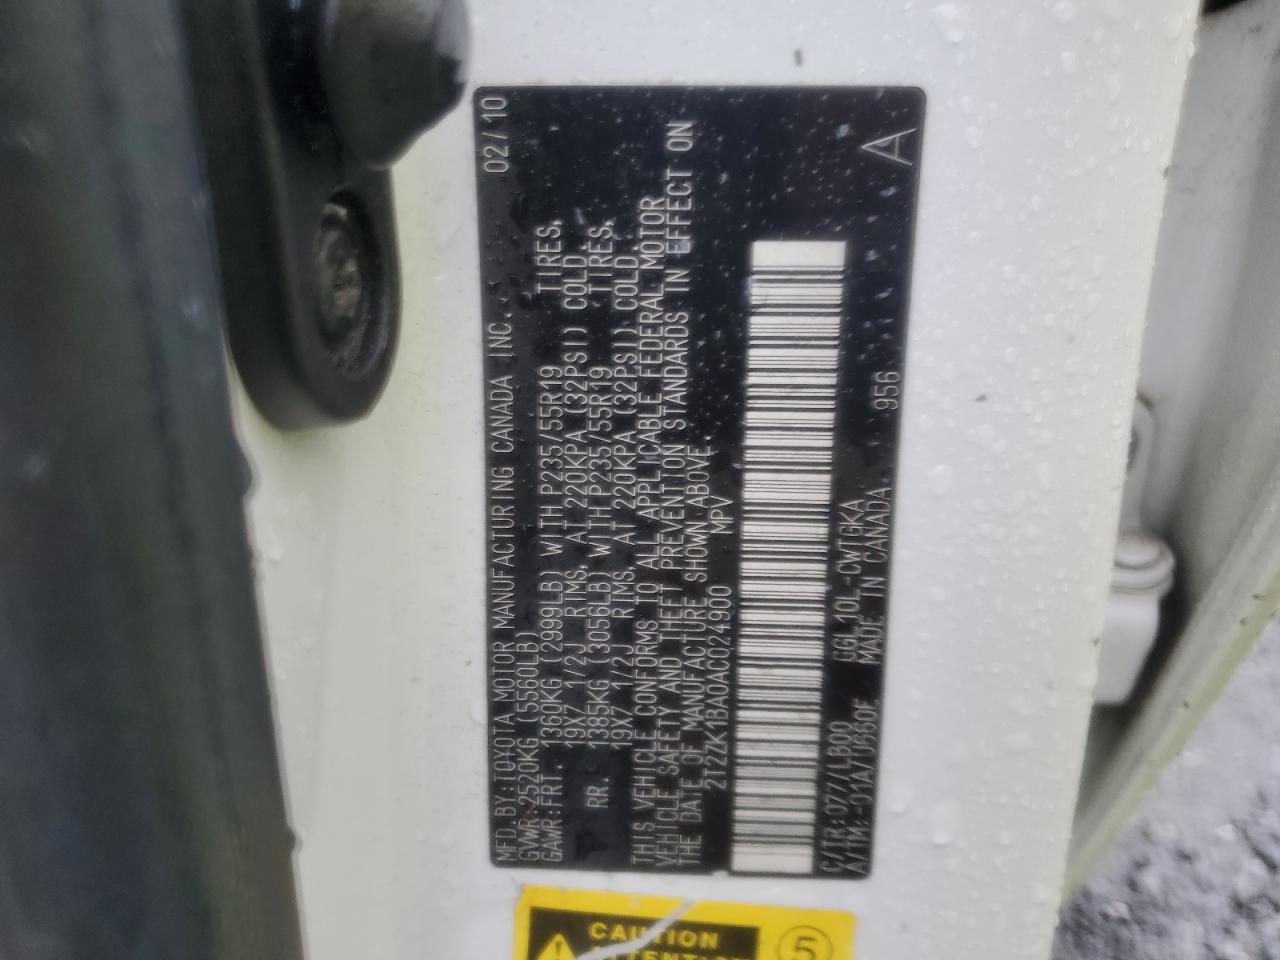 MFD. BY: TOYOTA MOTOR MANUFACTURING CANADA INC. 02/10
GVWR: 2520KG (5560LB)
GAWR: FRT. 1360KG (2999LB) WITH P235/55R19 TIRES,
19X7 1/2J RIMS, AT 220KPA (32PSI) COLD.
RR. 1385KG (3056LB) WITH P235/55R19 TIRES,
19X7 1/2J RIMS, AT 220KPA (32PSI) COLD.
THIS VEHICLE CONFORMS TO ALL APPLICABLE FEDERAL MOTOR
VEHICLE SAFETY AND THEFT PREVENTION STANDARDS IN EFFECT ON
THE DATE OF MANUFACTURE SHOWN ABOVE.
2T2ZK1BA0AC024900 MPV
C/TR: 077/LB00 GGL10L-CWTGKA
A/TM: -01A/U660F MADE IN CANADA. 956 A
CAUTION
ATTENTION
5